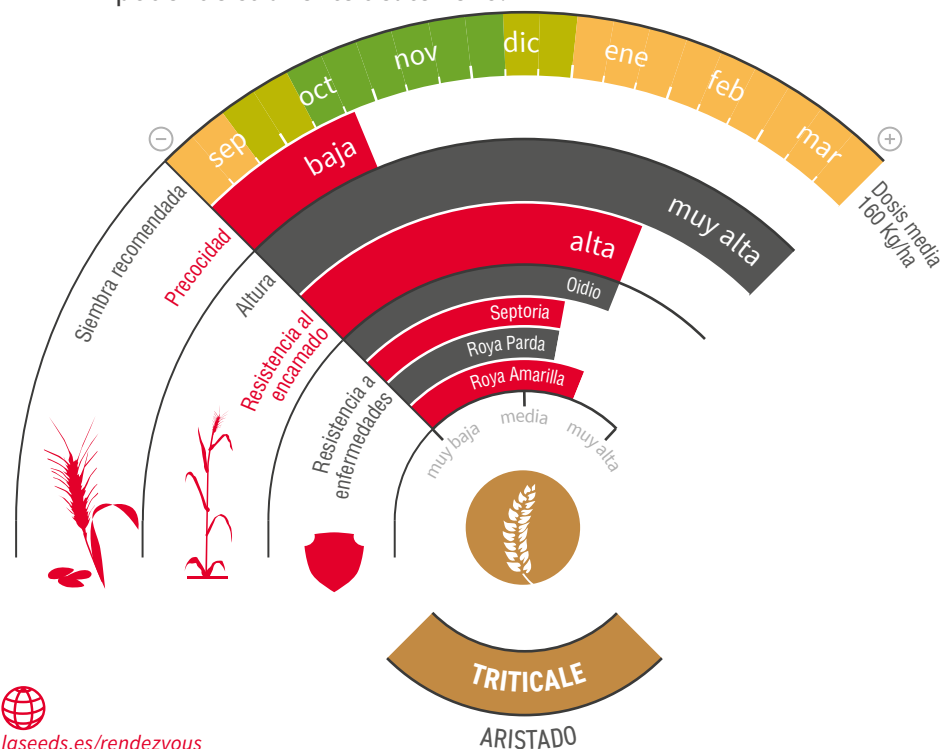 sep
oct
nov
dic
ene
feb
mar
−
+
Dosis media
160 Kg/ha
Siembra recomendada
Precocidad
baja
Altura
muy alta
Resistencia al
encamado
alta
Resistencia a
enfermedades
Oidio
Septoria
Roya Parda
Roya Amarilla
muy baja
media
muy alta
TRITICALE
ARISTADO
laseeds.es/rendezvous